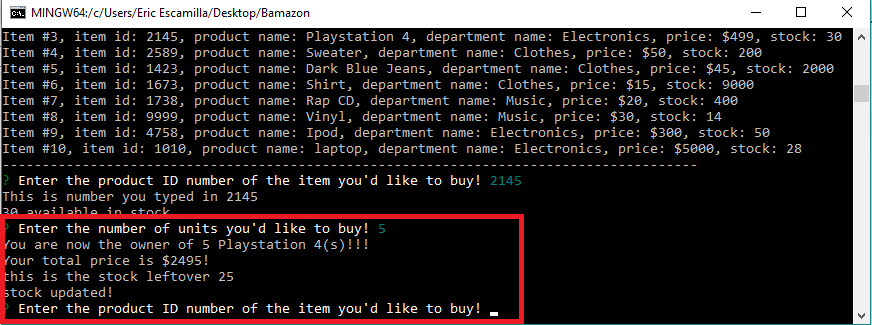 MINGW64:/c/Users/Eric Escamilla/Desktop/Bamazon
Item #3, item id: 2145, product name: Playstation 4, department name: Electronics, price: $499, stock: 30
Item #4, item id: 2589, product name: Sweater, department name: Clothes, price: $50, stock: 200
Item #5, item id: 1423, product name: Dark Blue Jeans, department name: Clothes, price: $45, stock: 2000
Item #6, item id: 1673, product name: Shirt, department name: Clothes, price: $15, stock: 9000
Item #7, item id: 1738, product name: Rap CD, department name: Music, price: $20, stock: 400
Item #8, item id: 9999, product name: Vinyl, department name: Music, price: $30, stock: 14
Item #9, item id: 4758, product name: Ipod, department name: Electronics, price: $300, stock: 50
Item #10, item id: 1010, product name: laptop, department name: Electronics, price: $5000, stock: 28
---------------------------------------------------------------------------------------
? Enter the product ID number of the item you'd like to buy! 2145
This is number you typed in 2145
30 available in stock
? Enter the number of units you'd like to buy! 5
You are now the owner of 5 Playstation 4(s)!!!
Your total price is $2495!
this is the stock leftover 25
stock updated!
? Enter the product ID number of the item you'd like to buy!